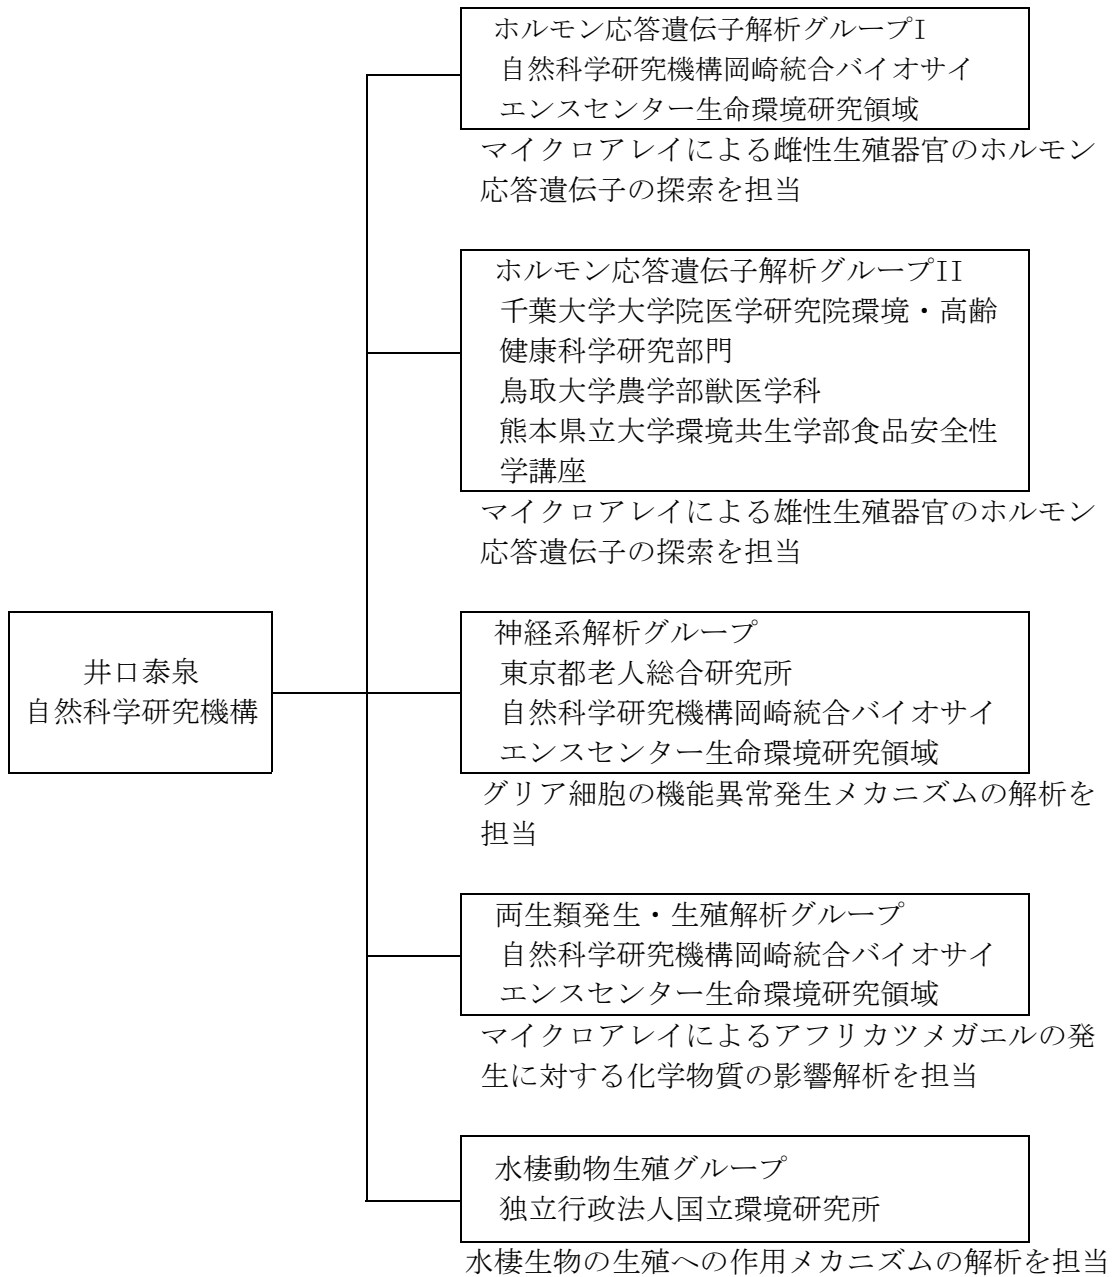 ホルモン応答遺伝子解析グループI
自然科学研究機構岡崎統合バイオサイ
エンスセンター生命環境研究領域
マイクロアレイによる雌性生殖器官のホルモン
応答遺伝子の探索を担当
ホルモン応答遺伝子解析グループII
千葉大学大学院医学研究院環境・高齢
健康科学研究部門
鳥取大学農学部獣医学科
熊本県立大学環境共生学部食品安全性
学講座
マイクロアレイによる雄性生殖器官のホルモン
応答遺伝子の探索を担当
井口泰泉
自然科学研究機構
神経系解析グループ
東京都老人総合研究所
自然科学研究機構岡崎統合バイオサイ
エンスセンター生命環境研究領域
グリア細胞の機能異常発生メカニズムの解析を
担当
両生類発生・生殖解析グループ
自然科学研究機構岡崎統合バイオサイ
エンスセンター生命環境研究領域
マイクロアレイによるアフリカツメガエルの発
生に対する化学物質の影響解析を担当
水棲動物生殖グループ
独立行政法人国立環境研究所
水棲生物の生殖への作用メカニズムの解析を担当